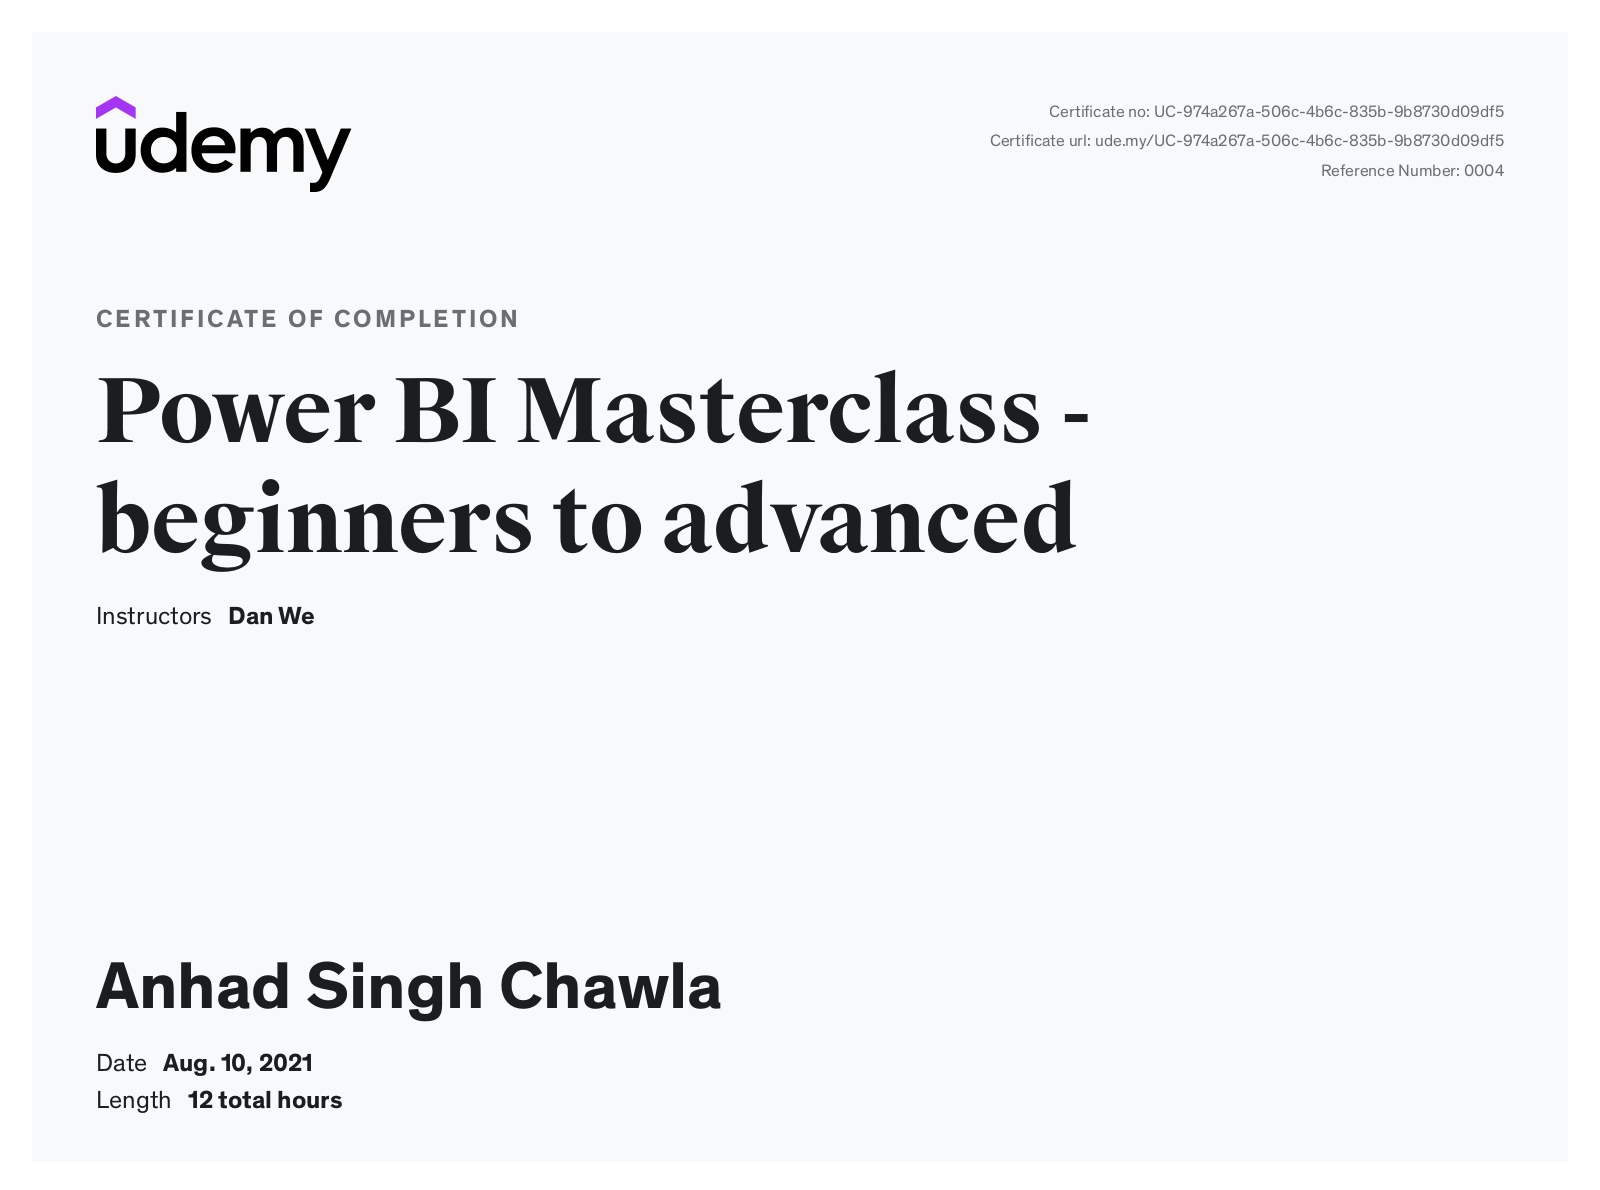 udemy
Certificate no: UC-974a267a-506c-4b6c-835b-9b8730d09df5
Certificate url: ude.my/UC-974a267a-506c-4b6c-835b-9b8730d09df5
Reference Number: 0004
CERTIFICATE OF COMPLETION
Power BI Masterclass -
beginners to advanced
Instructors Dan We
Anhad Singh Chawla
Date Aug. 10, 2021
Length 12 total hours